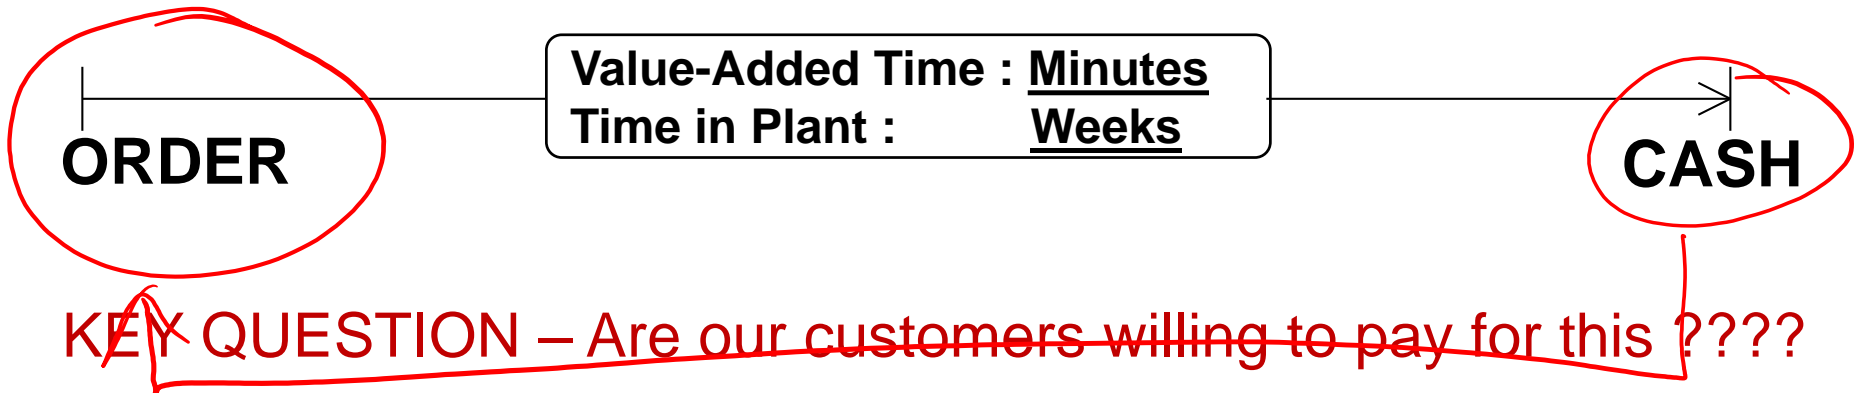 Value-Added Time : Minutes
Time in Plant : Weeks
ORDER
CASH
KEY QUESTION – Are our customers willing to pay for this ????